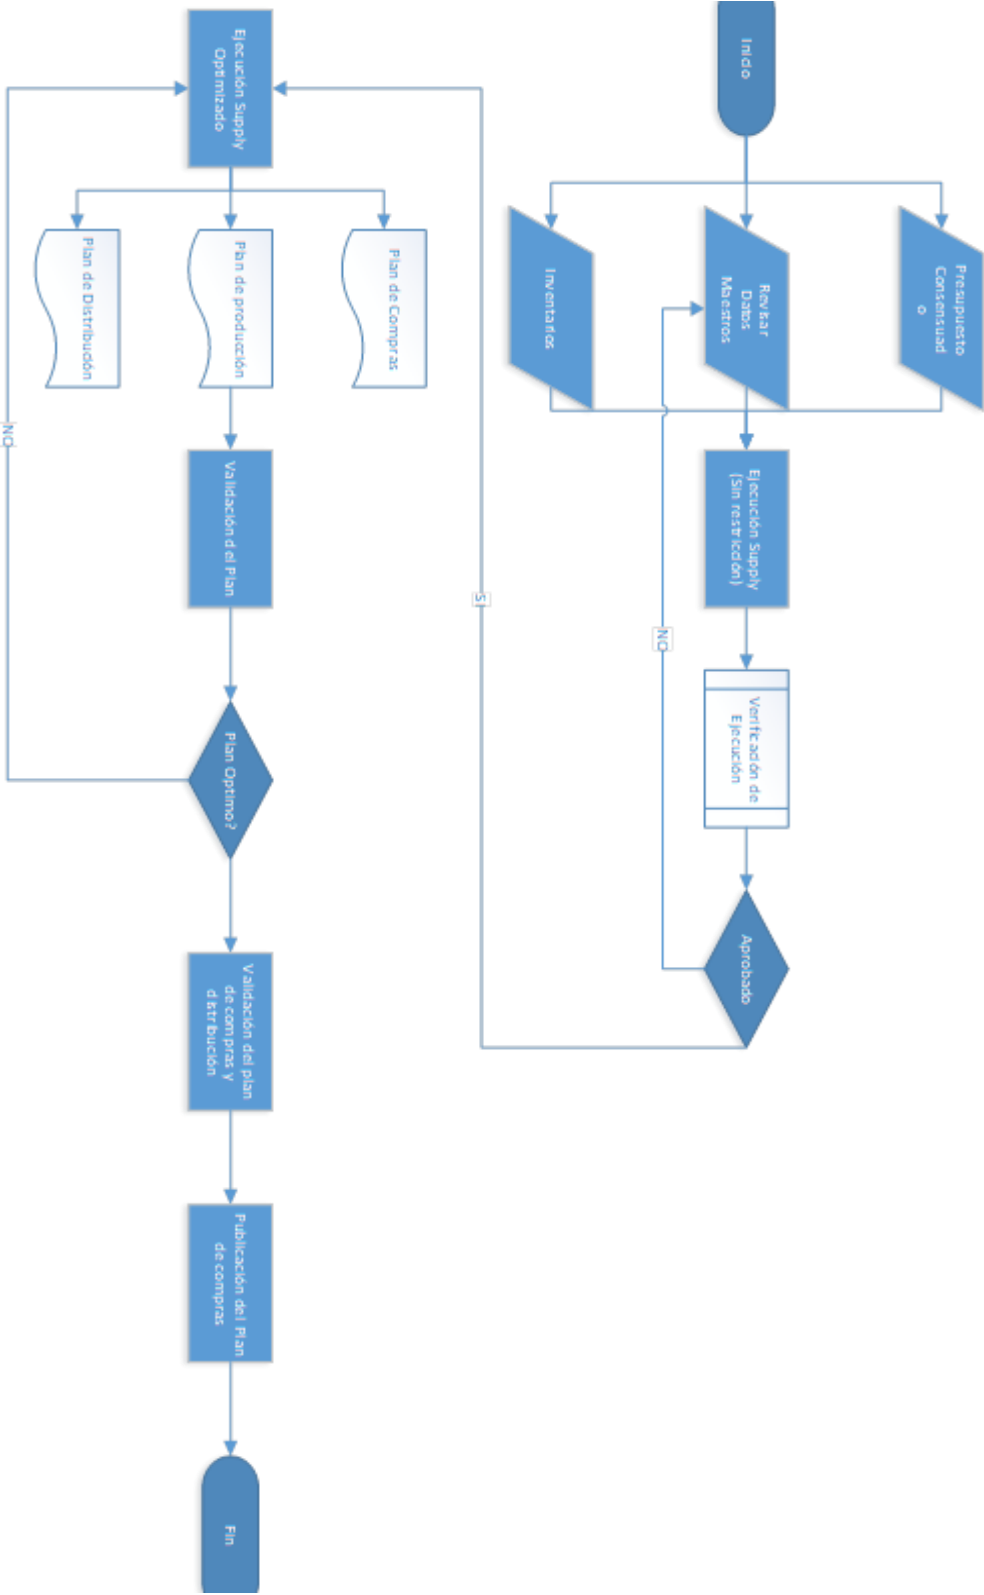 Inicio
Presupuesto
Consensuad
o
Revisar
Datos
Maestros
Inventarios
Ejecución Supply
(Sin restricción)
Verificación de
Ejecución
Aprobado
NO
SI
Ejecución Supply
Optimizado
Plan de Compras
Plan de producción
Plan de Distribución
Validación del Plan
Plan Optimo?
NO
Validación del plan
de compras y
distribución
Publicación del Plan
de compras
Fin